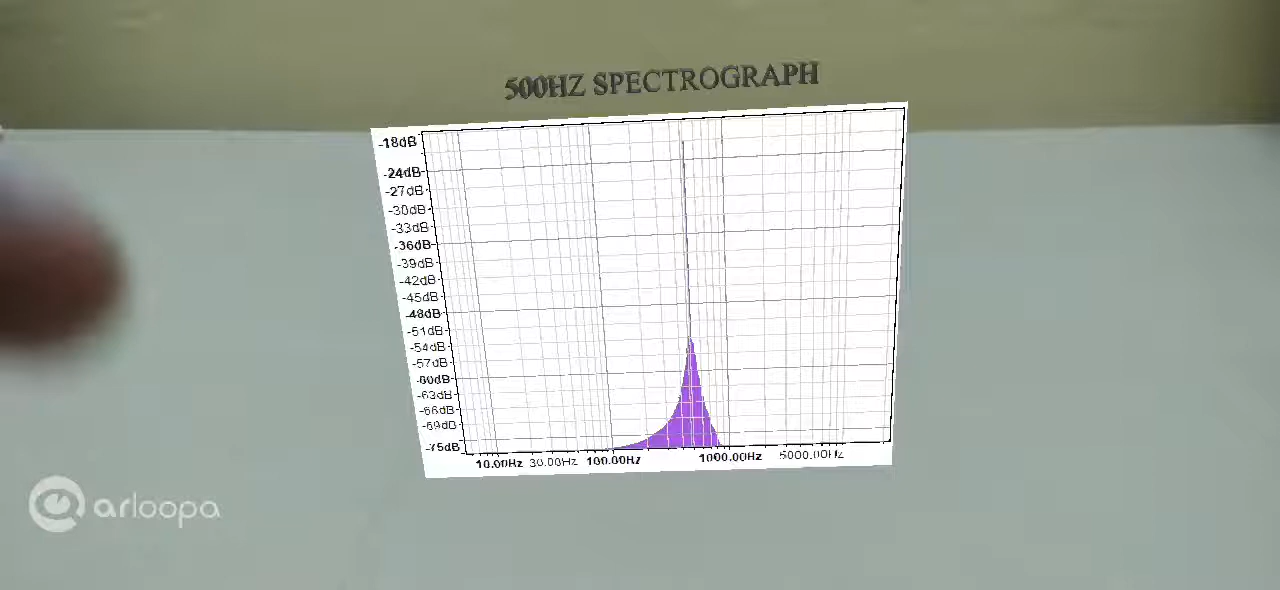 500HZ SPECTROGRAPH
-18dB
-24dB
-27dB
-30dB
-33dB
-36dB
-39dB
-42dB
-45dB
-48dB
-51dB
-54dB
-57dB
-60dB
-63dB
-66dB
-69dB
-75dB
10.00Hz 30.00Hz 100.00Hz 1000.00Hz 5000.00Hz
arloopa